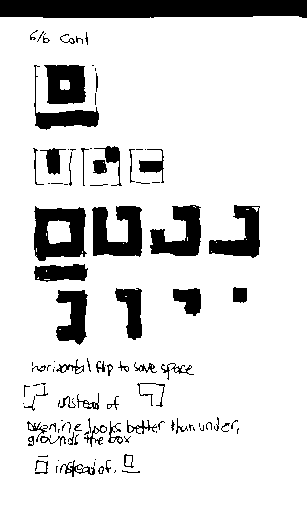 6/6 Cont
horizontal flip to save space
instead of
looks better than under,
grounds the box
instead of